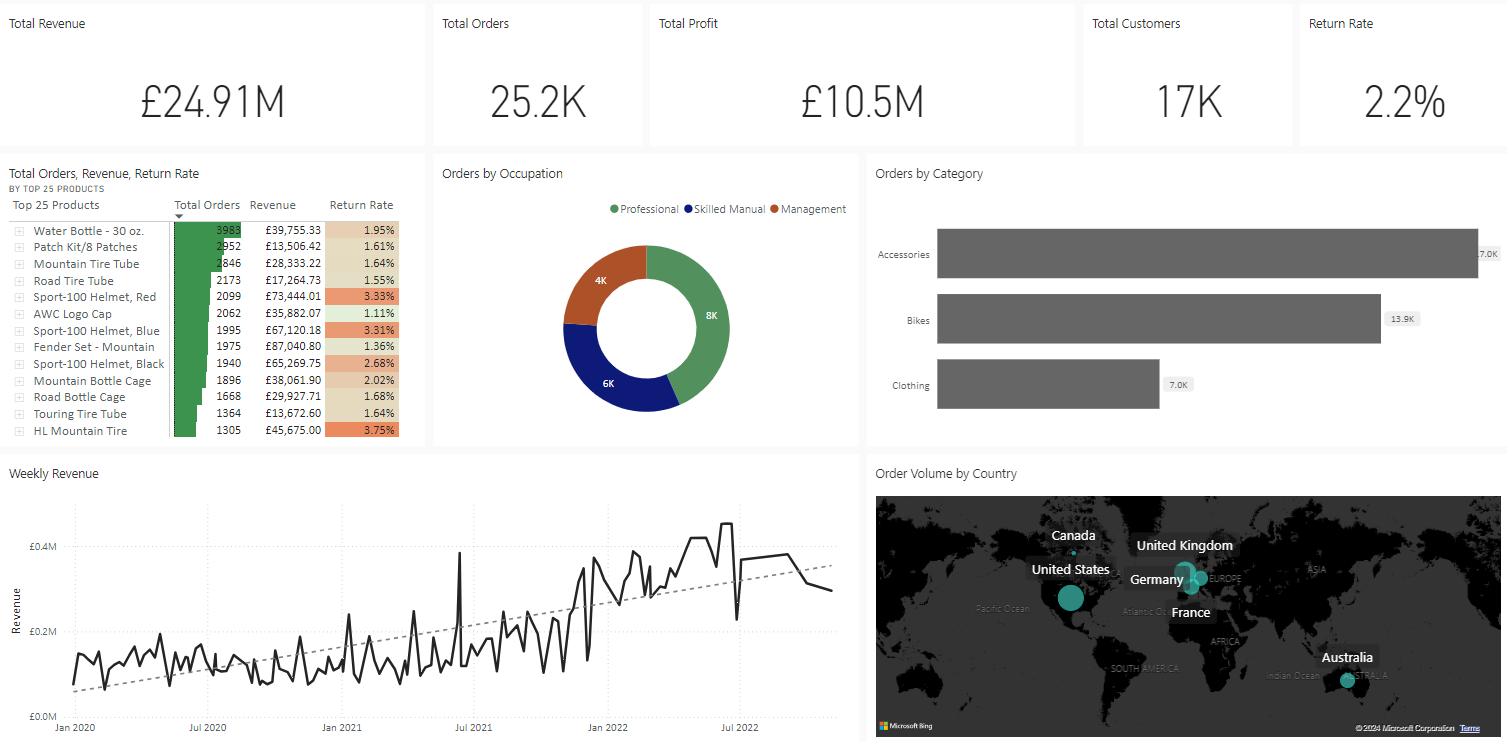 Total Revenue
£24.91M
Total Orders
25.2K
Total Profit
£10.5M
Total Customers
17K
Return Rate
2.2%
Total Orders, Revenue, Return Rate
BY TOP 25 PRODUCTS
Top 25 Products Total Orders Revenue Return Rate
Water Bottle - 30 oz. 3983 £39,755.33 1.95%
Patch Kit/8 Patches 2952 £13,506.42 1.61%
Mountain Tire Tube 2846 £28,333.22 1.64%
Road Tire Tube 2173 £17,264.73 1.55%
Sport-100 Helmet, Red 2099 £73,444.01 3.33%
AWC Logo Cap 2062 £35,882.07 1.11%
Sport-100 Helmet, Blue 1995 £67,120.18 3.31%
Fender Set - Mountain 1975 £87,040.80 1.36%
Sport-100 Helmet, Black 1940 £65,269.75 2.68%
Mountain Bottle Cage 1896 £38,061.90 2.02%
Road Bottle Cage 1668 £29,927.71 1.68%
Touring Tire Tube 1364 £13,672.60 1.64%
HL Mountain Tire 1305 £45,675.00 3.75%
Orders by Occupation
Professional Skilled Manual Management
4K
8K
6K
Orders by Category
Accessories 7.0K
Bikes 13.9K
Clothing 7.0K
Weekly Revenue
Revenue
£0.4M
£0.2M
£0.0M
Jan 2020 Jul 2020 Jan 2021 Jul 2021 Jan 2022 Jul 2022
Order Volume by Country
Canada
United Kingdom
United States
Germany
EUROPE
ASIA
Pacific Ocean
Atlantic
France
AFRICA
SOUTH AMERICA
Indian Ocean
Australia
AUSTRALIA
Microsoft Bing
© 2024 Microsoft Corporation Terms